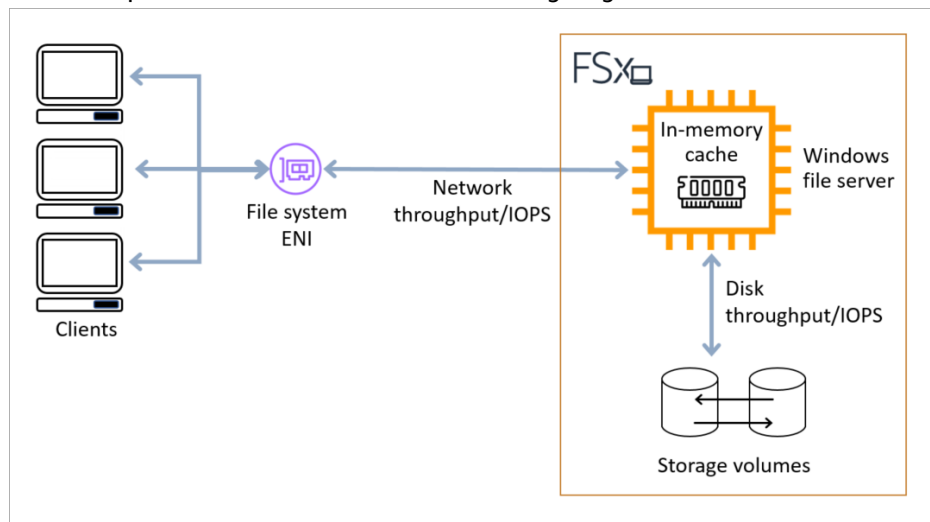 FSx
In-memory
cache
Windows
file server
Network
throughput/IOPS
File system
ENI
Disk
throughput/IOPS
Clients
Storage volumes